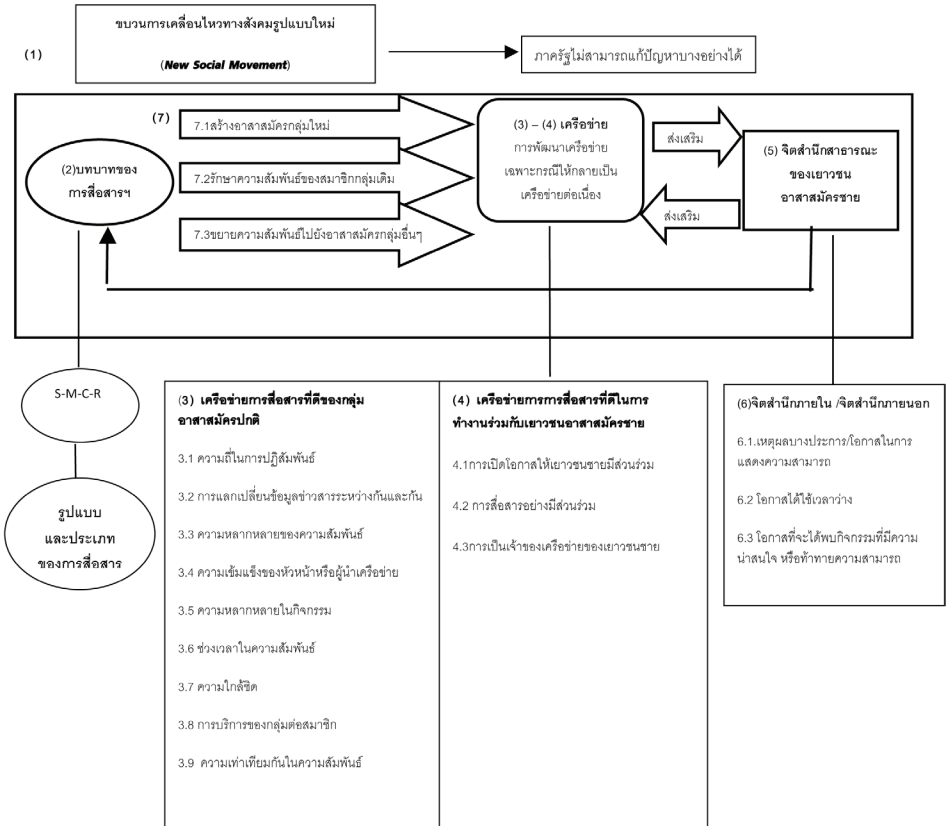 ขบวนการเคลื่อนไหวทางสังคมรูปแบบใหม่
(1)
(New Social Movement)
ภาครัฐไม่สามารถแก้ปัญหาบางอย่างได้
(7)
7.1สร้างอาสาสมัครกลุ่มใหม่
(2)บทบาทของ
การสื่อสารฯ
7.2รักษาความสัมพันธ์ของสมาชิกกลุ่มเดิม
7.3ขยายความสัมพันธ์ไปยังอาสาสมัครกลุ่มอื่นๆ
(3) – (4) เครือข่าย
การพัฒนาเครือข่าย
เฉพาะกรณีให้กลายเป็น
เครือข่ายต่อเนื่อง
ส่งเสริม
ส่งเสริม
(5) จิตสำนึกสาธารณะ
ของเยาวชน
อาสาสมัครชาย
S-M-C-R
รูปแบบ
และประเภท
ของการสื่อสาร
(3) เครือข่ายการสื่อสารที่ดีของกลุ่ม
อาสาสมัครปกติ
3.1 ความถี่ในการปฏิสัมพันธ์
3.2 การแลกเปลี่ยนข้อมูลข่าวสารระหว่างกันและกัน
3.3 ความหลากหลายของความสัมพันธ์
3.4 ความเข้มแข็งของหัวหน้าหรือผู้นำเครือข่าย
3.5 ความหลากหลายในกิจกรรม
3.6 ช่วงเวลาในความสัมพันธ์
3.7 ความใกล้ชิด
3.8 การบริการของกลุ่มต่อสมาชิก
3.9 ความเท่าเทียมกันในความสัมพันธ์
(4) เครือข่ายการการสื่อสารที่ดีในการ
ทำงานร่วมกับเยาวชนอาสาสมัครชาย
4.1การเปิดโอกาสให้เยาวชนชายมีส่วนร่วม
4.2 การสื่อสารอย่างมีส่วนร่วม
4.3การเป็นเจ้าของเครือข่ายของเยาวชนชาย
(6)จิตสำนึกภายใน /จิตสำนึกภายนอก
6.1.เหตุผลบางประการ/โอกาสในการ
แสดงความสามารถ
6.2 โอกาสได้ใช้เวลาว่าง
6.3 โอกาสที่จะได้พบกิจกรรมที่มีความ
น่าสนใจ หรือท้าทายความสามารถ